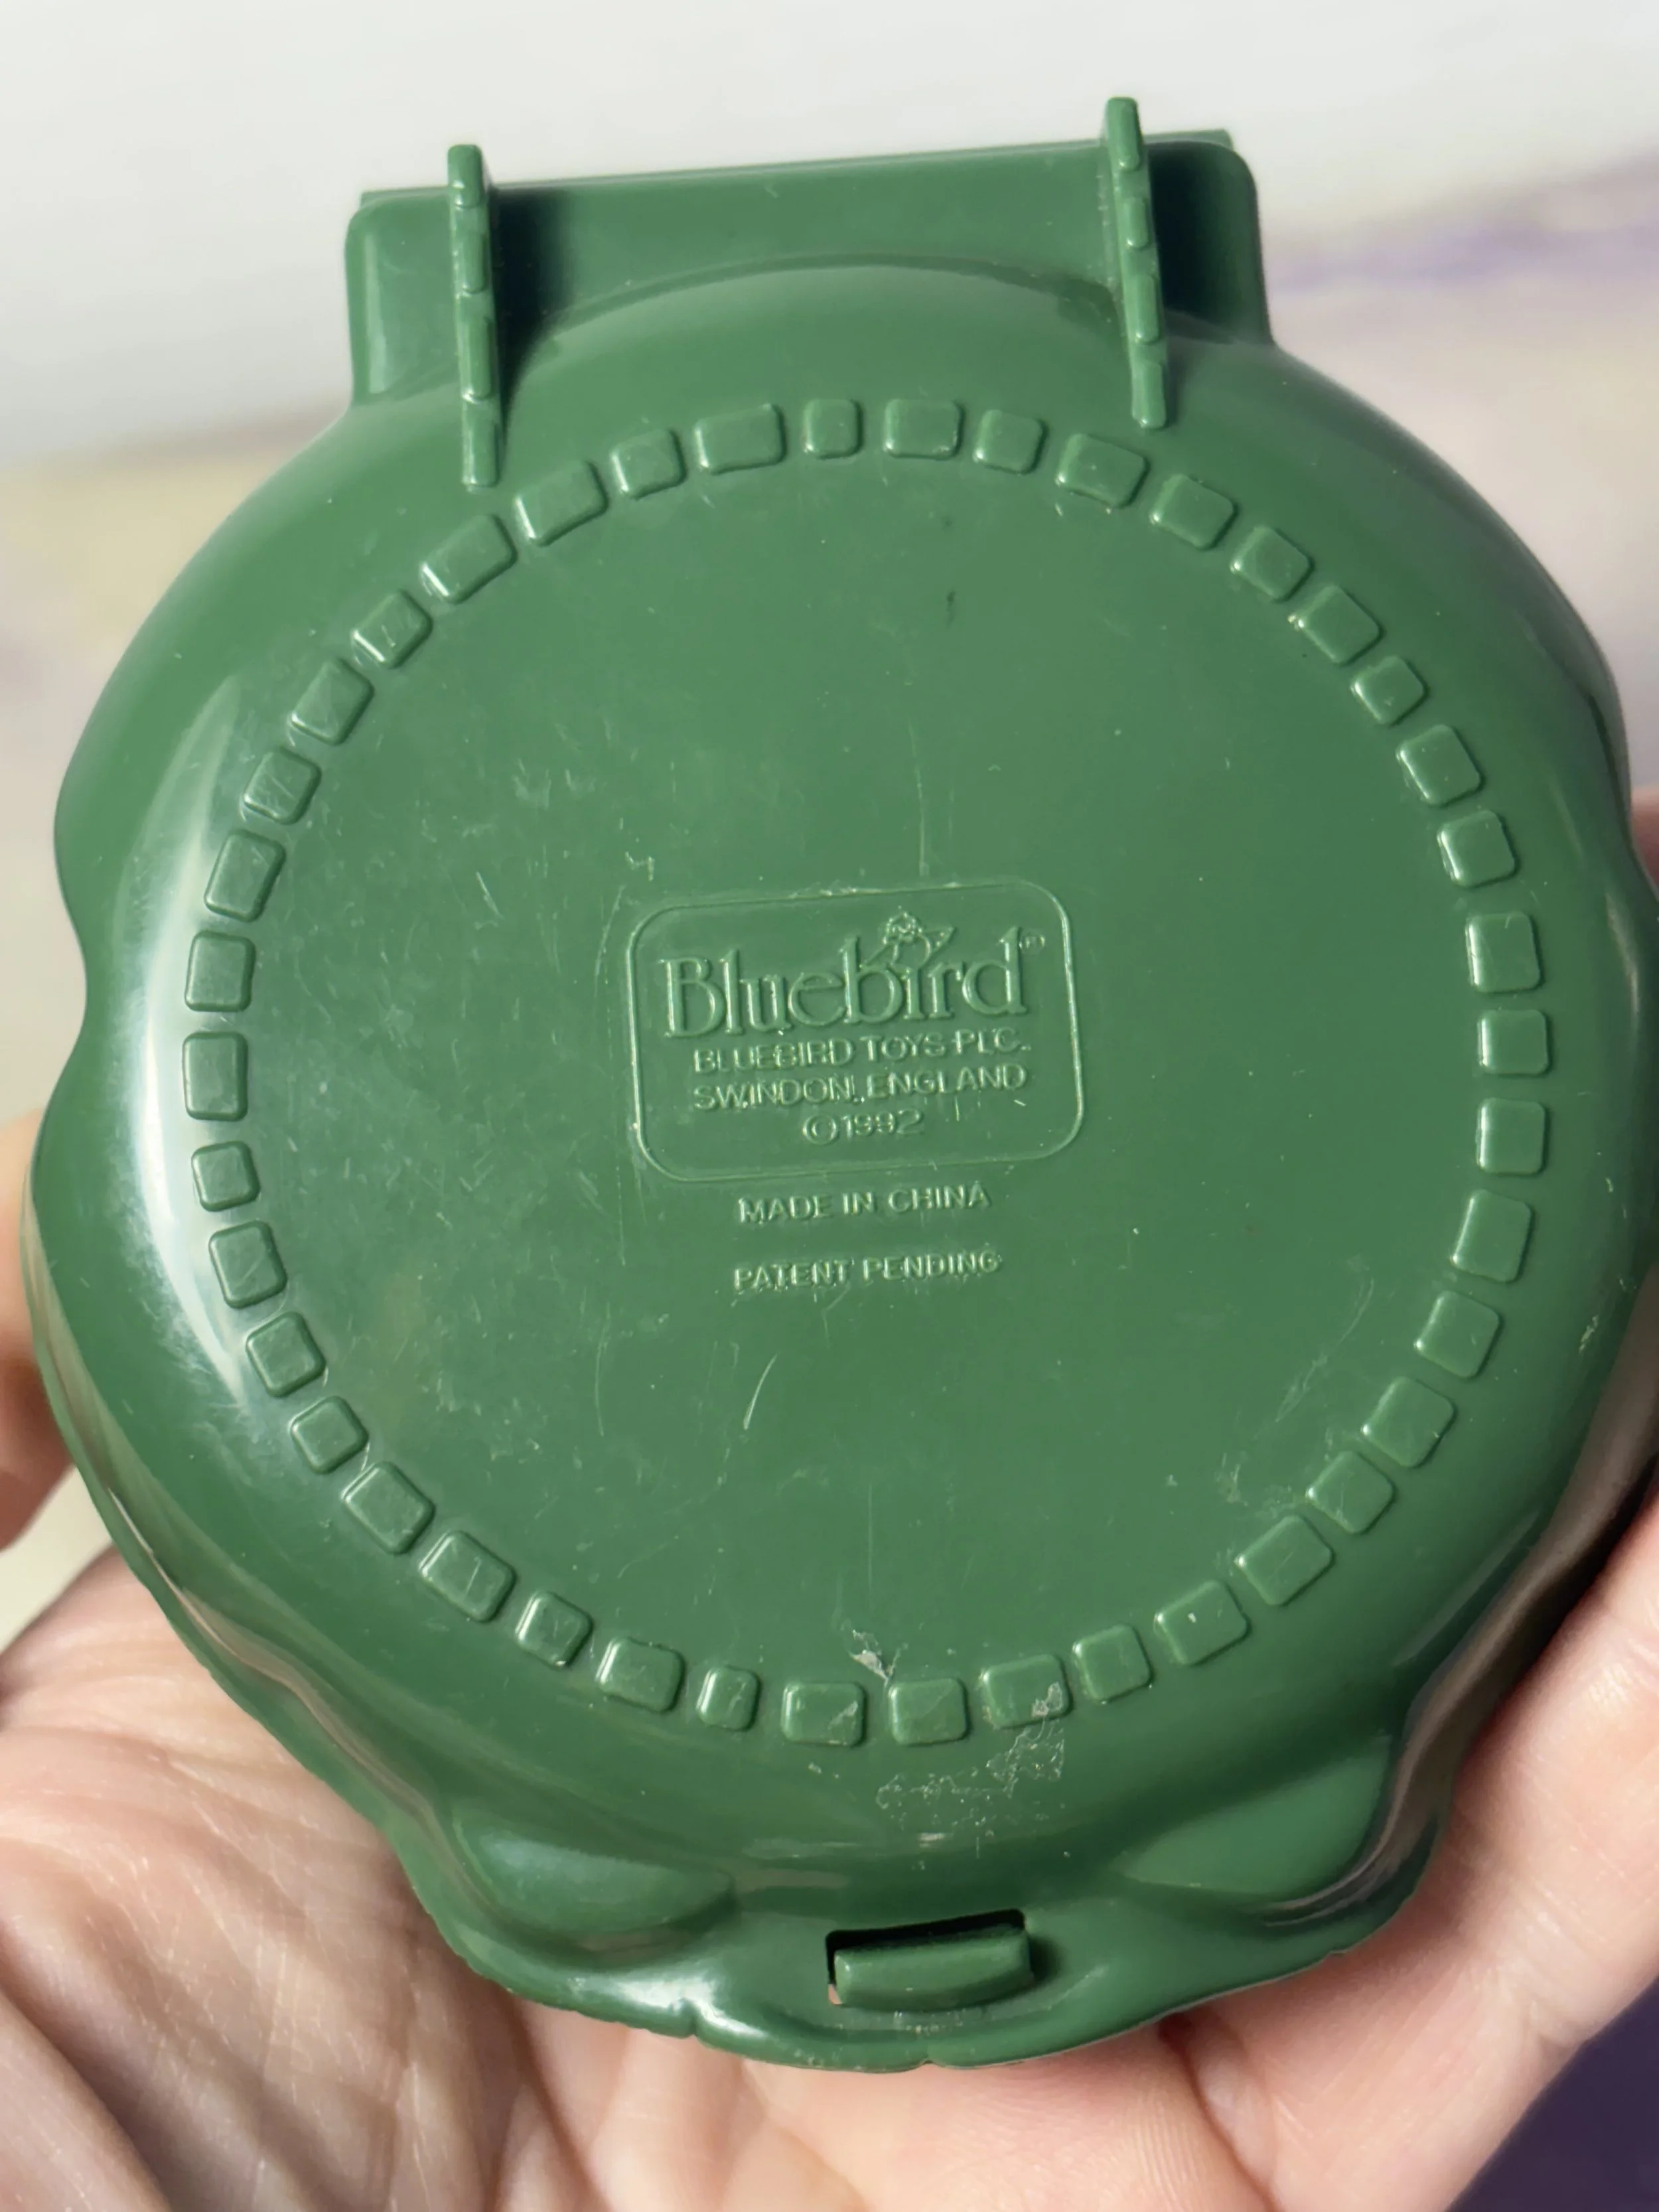 Bluebird®
BLUEBIRD TOYS PLC.
SWINDON. ENGLAND
©1992
MADE IN CHINA
PATENT PENDING